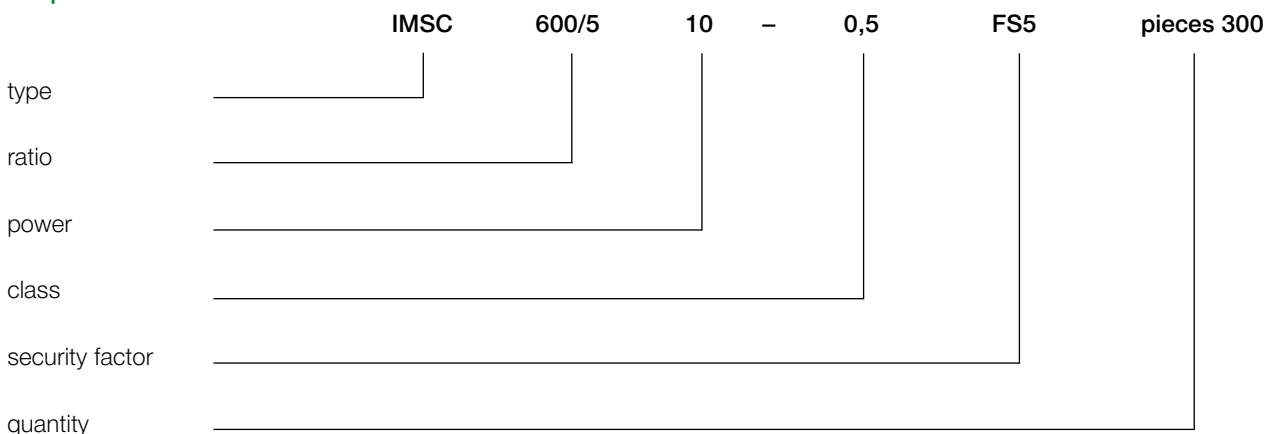 IMSC 600/5 10 – 0,5 FS5 pieces 300
type
ratio
power
class
security factor
quantity